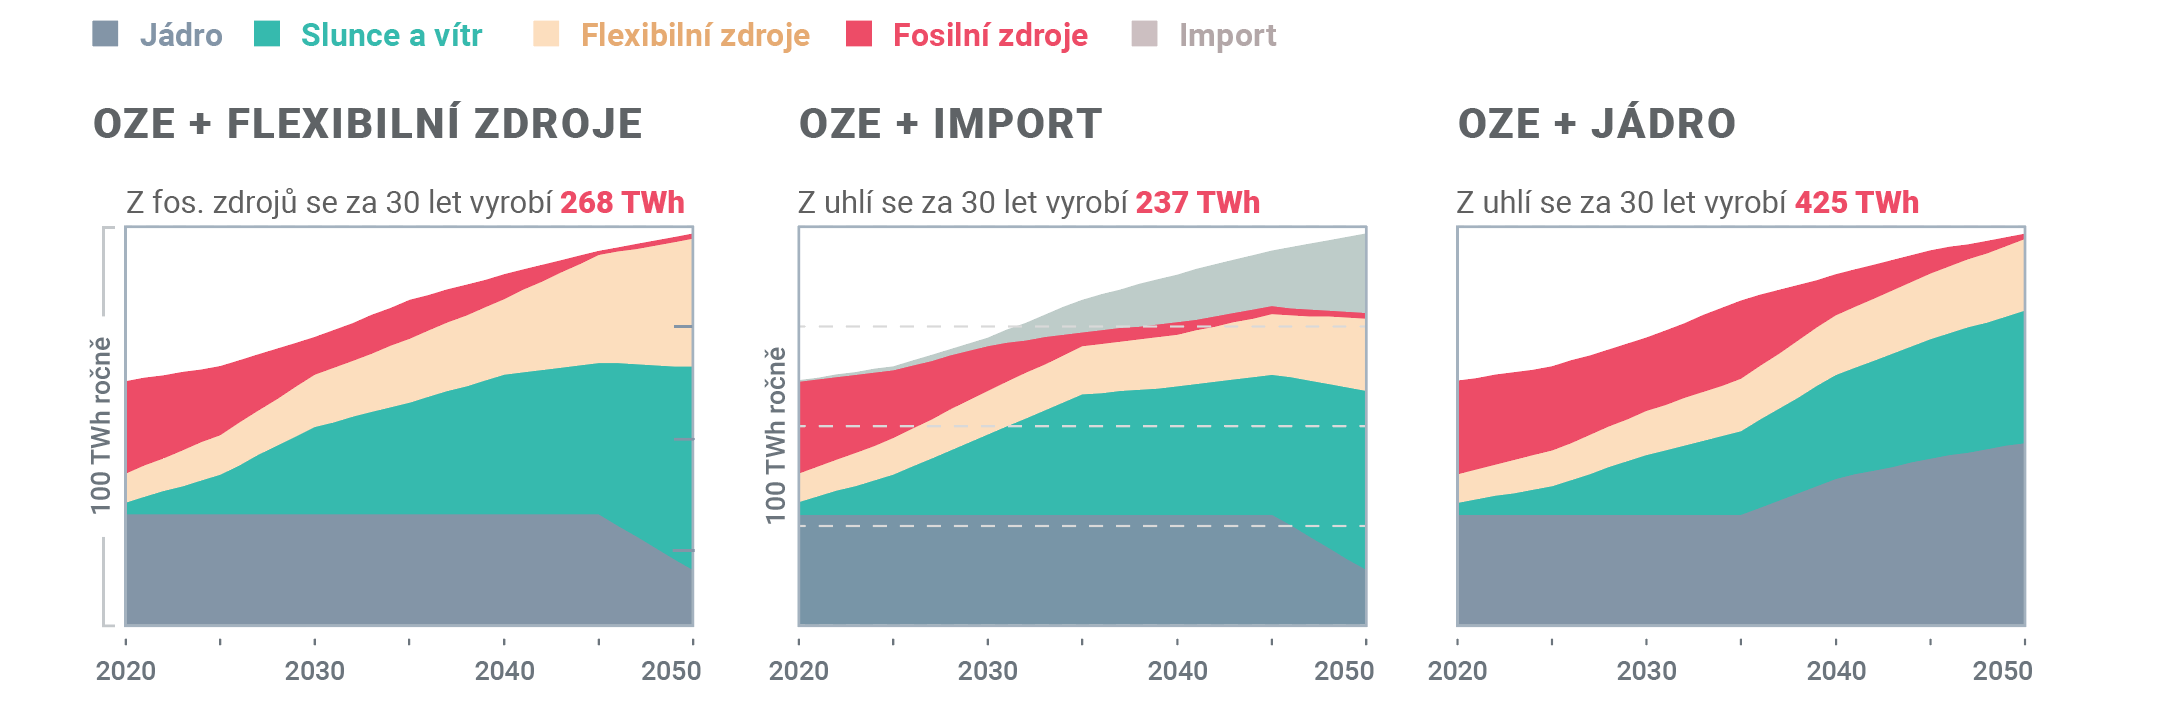 Jádro Slunce a vítr Flexibilní zdroje Fosilní zdroje Import
OZE + FLEXIBILNÍ ZDROJE
Z fos. zdrojů se za 30 let vyrobí 268 TWh
100 TWh ročně
2020 2030 2040 2050
OZE + IMPORT
Z uhlí se za 30 let vyrobí 237 TWh
100 TWh ročně
2020 2030 2040 2050
OZE + JÁDRO
Z uhlí se za 30 let vyrobí 425 TWh
2020 2030 2040 2050